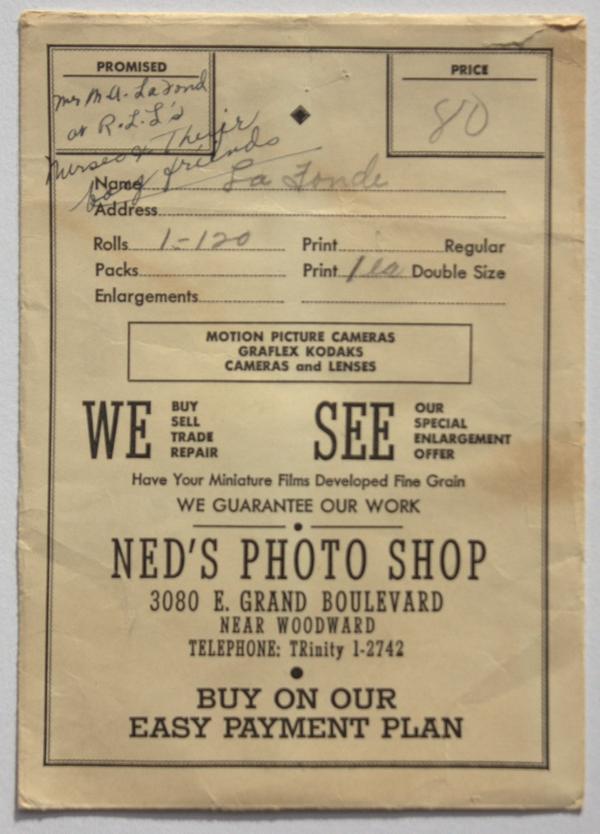 PROMISED
PRICE
Mrs M A. LaFond
at R.L.L's
Nurses & Their
boy friends
80
Name La Fonde
Address
Rolls 1-120 Print Regular
Packs Print 1 ea Double Size
Enlargements
MOTION PICTURE CAMERAS
GRAFLEX KODAKS
CAMERAS and LENSES
WE BUY SELL TRADE REPAIR SEE OUR SPECIAL ENLARGEMENT OFFER
Have Your Miniature Films Developed Fine Grain
WE GUARANTEE OUR WORK
NED'S PHOTO SHOP
3080 E. GRAND BOULEVARD
NEAR WOODWARD
TELEPHONE: TRinity 1-2742
BUY ON OUR
EASY PAYMENT PLAN